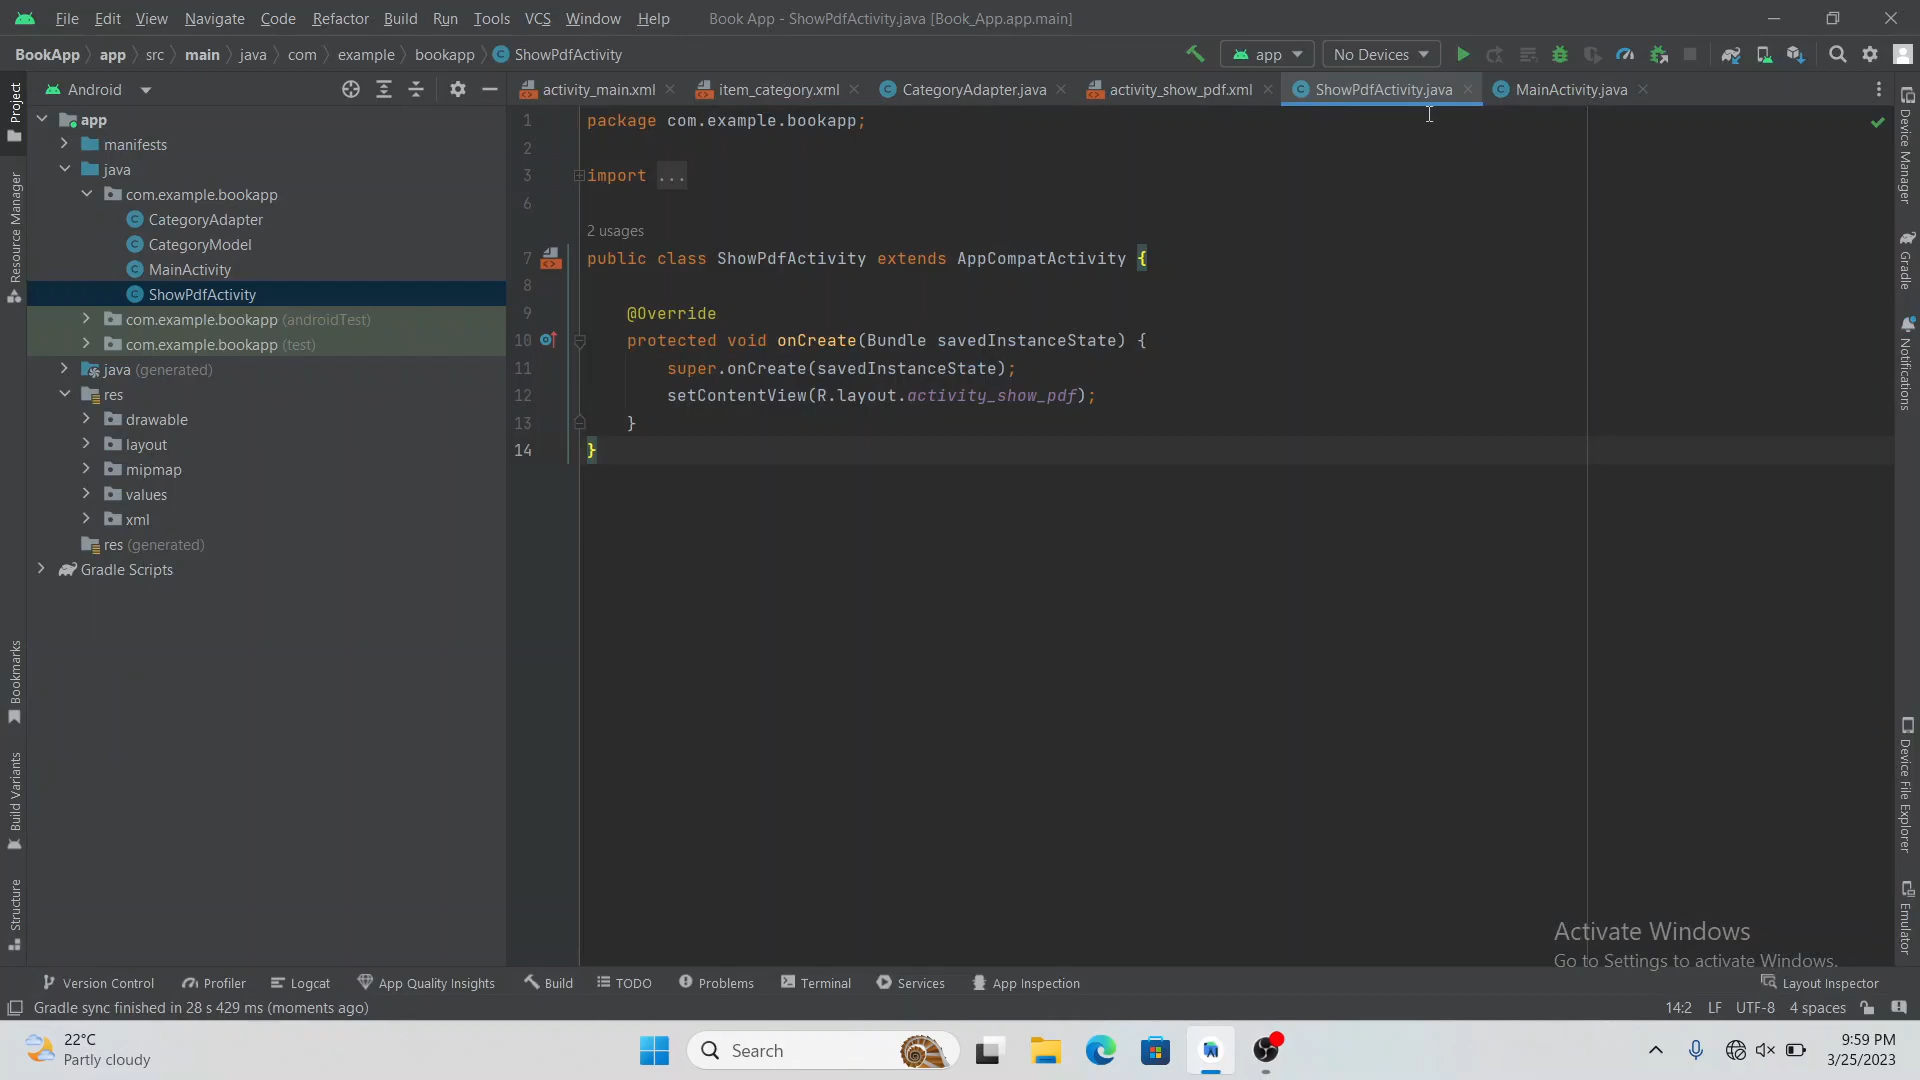 File Edit View Navigate Code Refactor Build Run Tools VCS Window Help Book App - ShowPdfActivity.java [Book_App.app.main]
BookApp app src main java com example bookapp ShowPdfActivity app No Devices
Android activity_main.xml item_category.xml CategoryAdapter.java activity_show_pdf.xml ShowPdfActivity.java MainActivity.java
Project
Resource Manager
Bookmarks
Build Variants
Structure
app
manifests
java
com.example.bookapp
CategoryAdapter
CategoryModel
MainActivity
ShowPdfActivity
com.example.bookapp (androidTest)
com.example.bookapp (test)
java (generated)
res
drawable
layout
mipmap
values
xml
res (generated)
Gradle Scripts
1 package com.example.bookapp;
2
3 import ...
6
2 usages
7 public class ShowPdfActivity extends AppCompatActivity {
8
9 @Override
10 protected void onCreate(Bundle savedInstanceState) {
11 super.onCreate(savedInstanceState);
12 setContentView(R.layout.activity_show_pdf);
13 }
14 }
Device Manager
Gradle
Notifications
Device File Explorer
Emulator
Activate Windows
Go to Settings to activate Windows.
Version Control Profiler Logcat App Quality Insights Build TODO Problems Terminal Services App Inspection Layout Inspector
Gradle sync finished in 28 s 429 ms (moments ago) 14:2 LF UTF-8 4 spaces
22°C
Partly cloudy
Search
9:59 PM
3/25/2023